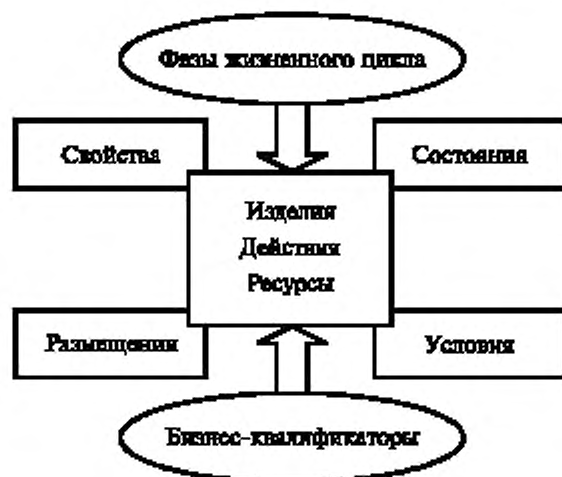 Фазы жизненного цикла
Свойства
Состояния
Изделия
Действия
Ресурсы
Размещения
Условия
Бизнес-квалификаторы